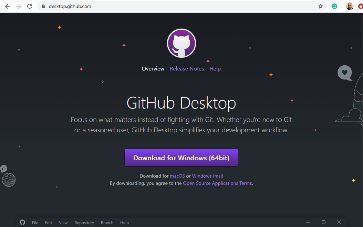 desktop.github.com
Overview Release Notes Help
GitHub Desktop
Focus on what matters instead of fighting with Git. Whether you're new to Git
or a seasoned user, GitHub Desktop simplifies your development workflow.
Download for Windows (64bit)
Download for macOS or Windows (msi)
By downloading, you agree to the Open Source Applications Terms.
File Edit View Repository Branch Help